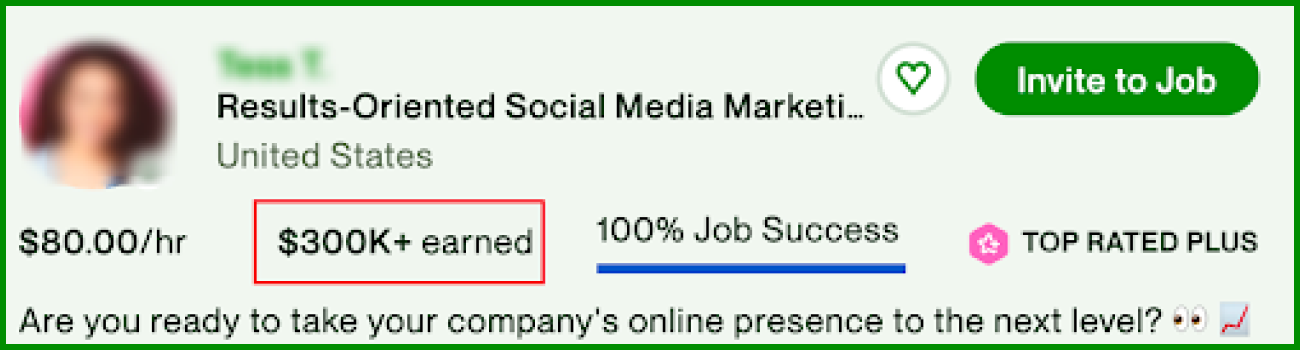 Results-Oriented Social Media Marketi...
Invite to Job
United States
$80.00/hr
$300K+ earned
100% Job Success
TOP RATED PLUS
Are you ready to take your company's online presence to the next level? 👀 📈